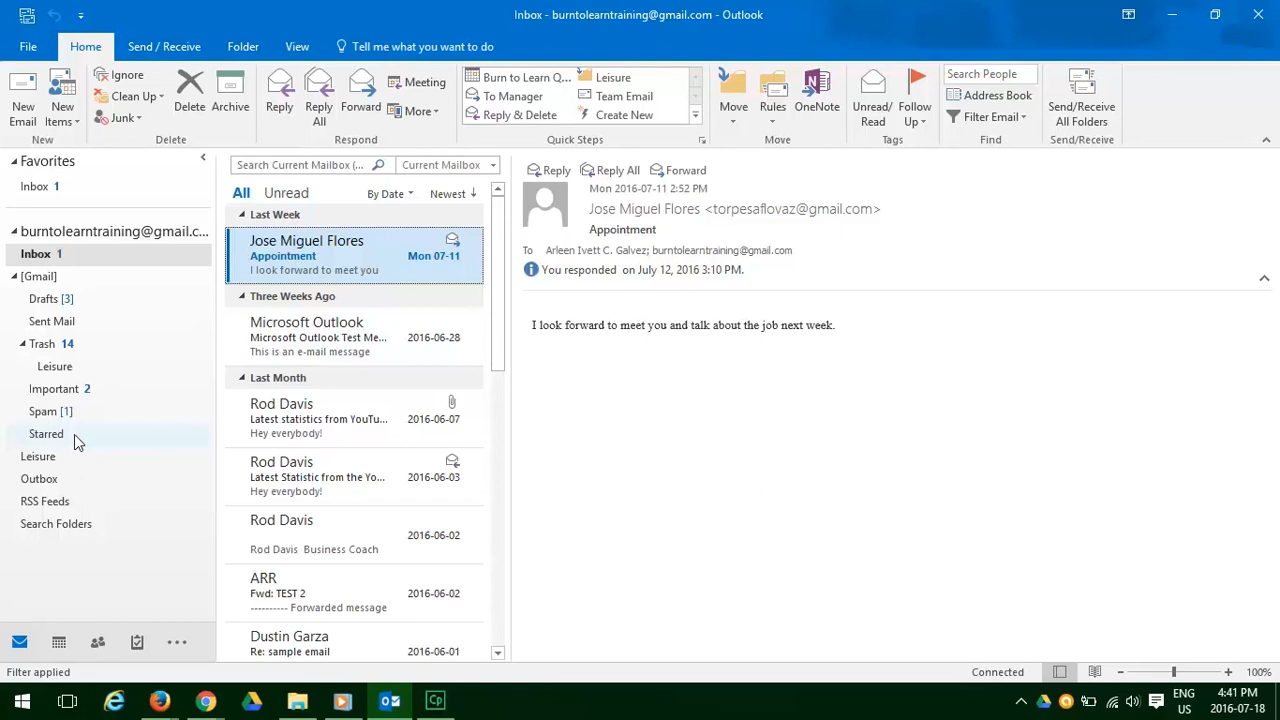 Inbox - burntolearntraining@gmail.com - Outlook
File Home Send / Receive Folder View Tell me what you want to do
New Email
New Items
Ignore
Clean Up
Junk
Delete
Archive
Reply
Reply All
Forward
Meeting
More
Burn to Learn Q...
To Manager
Reply & Delete
Leisure
Team Email
Create New
Move
Rules
OneNote
Unread/ Read
Follow Up
Search People
Address Book
Filter Email
Send/Receive All Folders
New Delete Respond Quick Steps Move Tags Find Send/Receive
Favorites
Inbox 1
burntolearntraining@gmail.c...
Inbox 1
[Gmail]
Drafts [3]
Sent Mail
Trash 14
Leisure
Important 2
Spam [1]
Starred
Leisure
Outbox
RSS Feeds
Search Folders
Search Current Mailbox (... Current Mailbox
All Unread By Date Newest
Last Week
Jose Miguel Flores
Appointment Mon 07-11
I look forward to meet you
Three Weeks Ago
Microsoft Outlook
Microsoft Outlook Test Me... 2016-06-28
This is an e-mail message
Last Month
Rod Davis
Latest statistics from YouTu... 2016-06-07
Hey everybody!
Rod Davis
Latest Statistic from the Yo... 2016-06-03
Hey everybody!
Rod Davis
2016-06-02
Rod Davis Business Coach
ARR
Fwd: TEST 2 2016-06-02
---------- Forwarded message
Dustin Garza
Re: sample email 2016-06-01
Reply Reply All Forward
Mon 2016-07-11 2:52 PM
Jose Miguel Flores <torpesaflovaz@gmail.com>
Appointment
To Arleen Ivett C. Galvez; burntolearntraining@gmail.com
You responded on July 12, 2016 3:10 PM.
I look forward to meet you and talk about the job next week.
Filter applied
Connected
100%
Cp
ENG
US
4:41 PM
2016-07-18